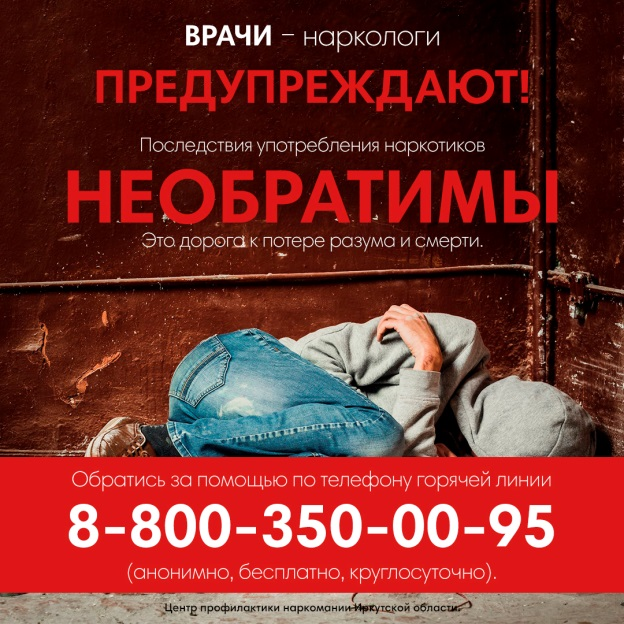 ВРАЧИ – наркологи
ПРЕДУПРЕЖДАЮТ!
Последствия употребления наркотиков
НЕОБРАТИМЫ
Это дорога к потере разума и смерти.
Обратись за помощью по телефону горячей линии
8-800-350-00-95
(анонимно, бесплатно, круглосуточно).
Центр профилактики наркомании Иркутской области.